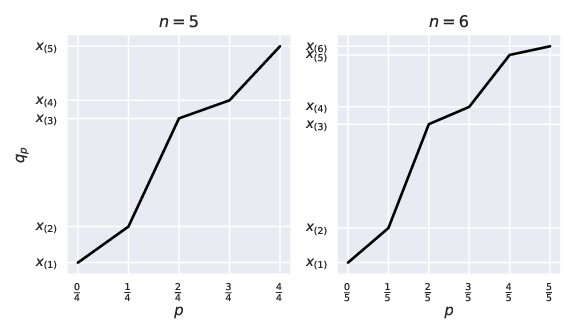 n = 5
x(5)
x(4)
x(3)
x(2)
x(1)
q_p
0/4 1/4 2/4 3/4 4/4
p
n = 6
x(6)
x(5)
x(4)
x(3)
x(2)
x(1)
0/5 1/5 2/5 3/5 4/5 5/5
p